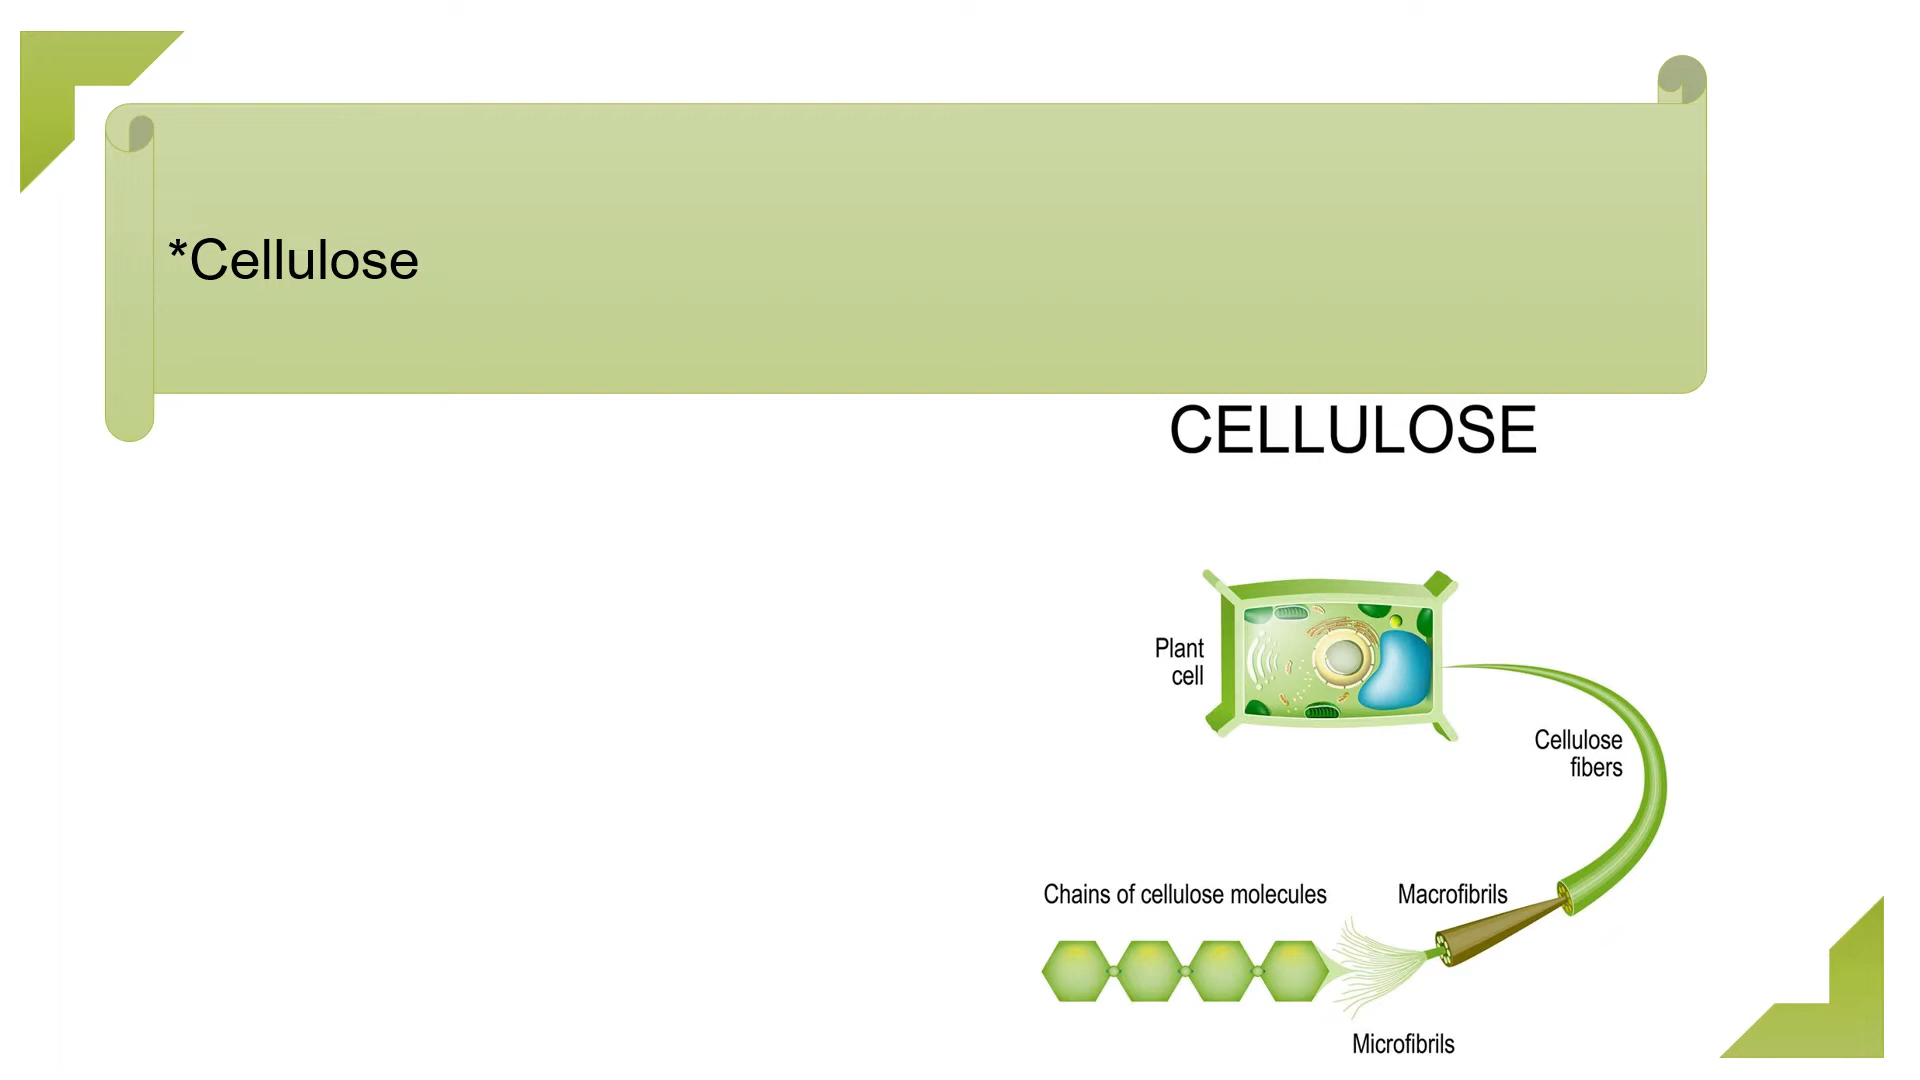 *Cellulose
CELLULOSE
Plant
cell
Cellulose
fibers
Chains of cellulose molecules
Macrofibrils
Microfibrils